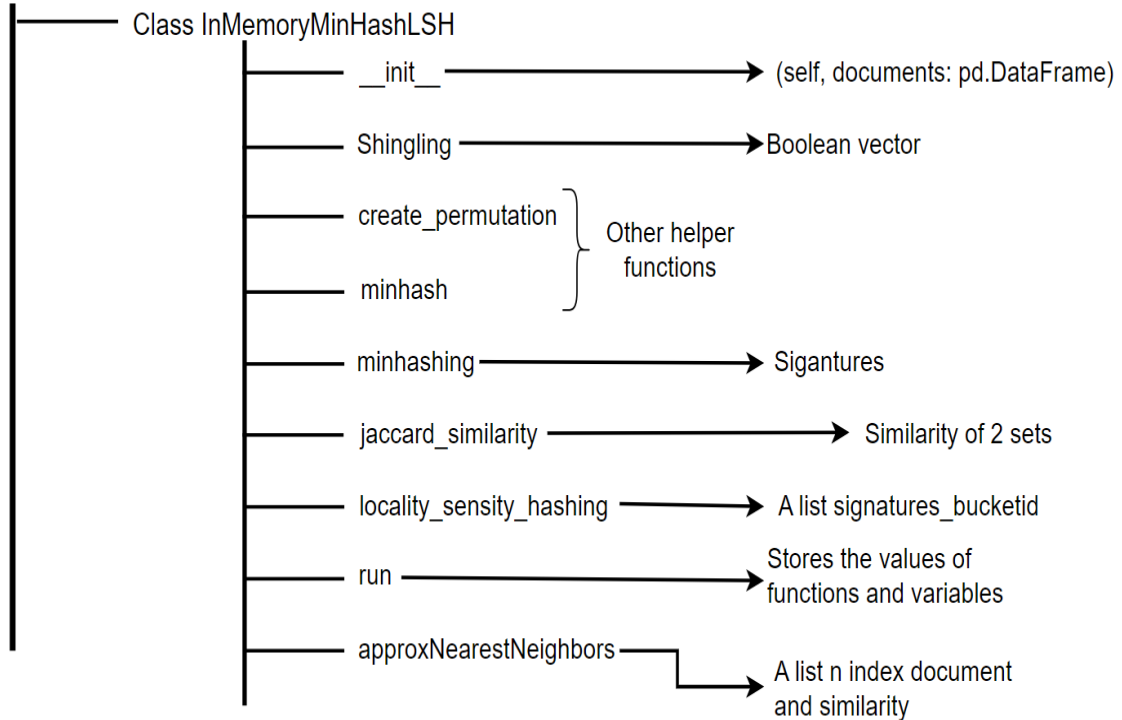 Class InMemoryMinHashLSH
__init__
(self, documents: pd.DataFrame)
Shingling
Boolean vector
create_permutation
Other helper
functions
minhash
minhashing
Sigantures
jaccard_similarity
Similarity of 2 sets
locality_sensity_hashing
A list signatures_bucketid
run
Stores the values of
functions and variables
approxNearestNeighbors
A list n index document
and similarity